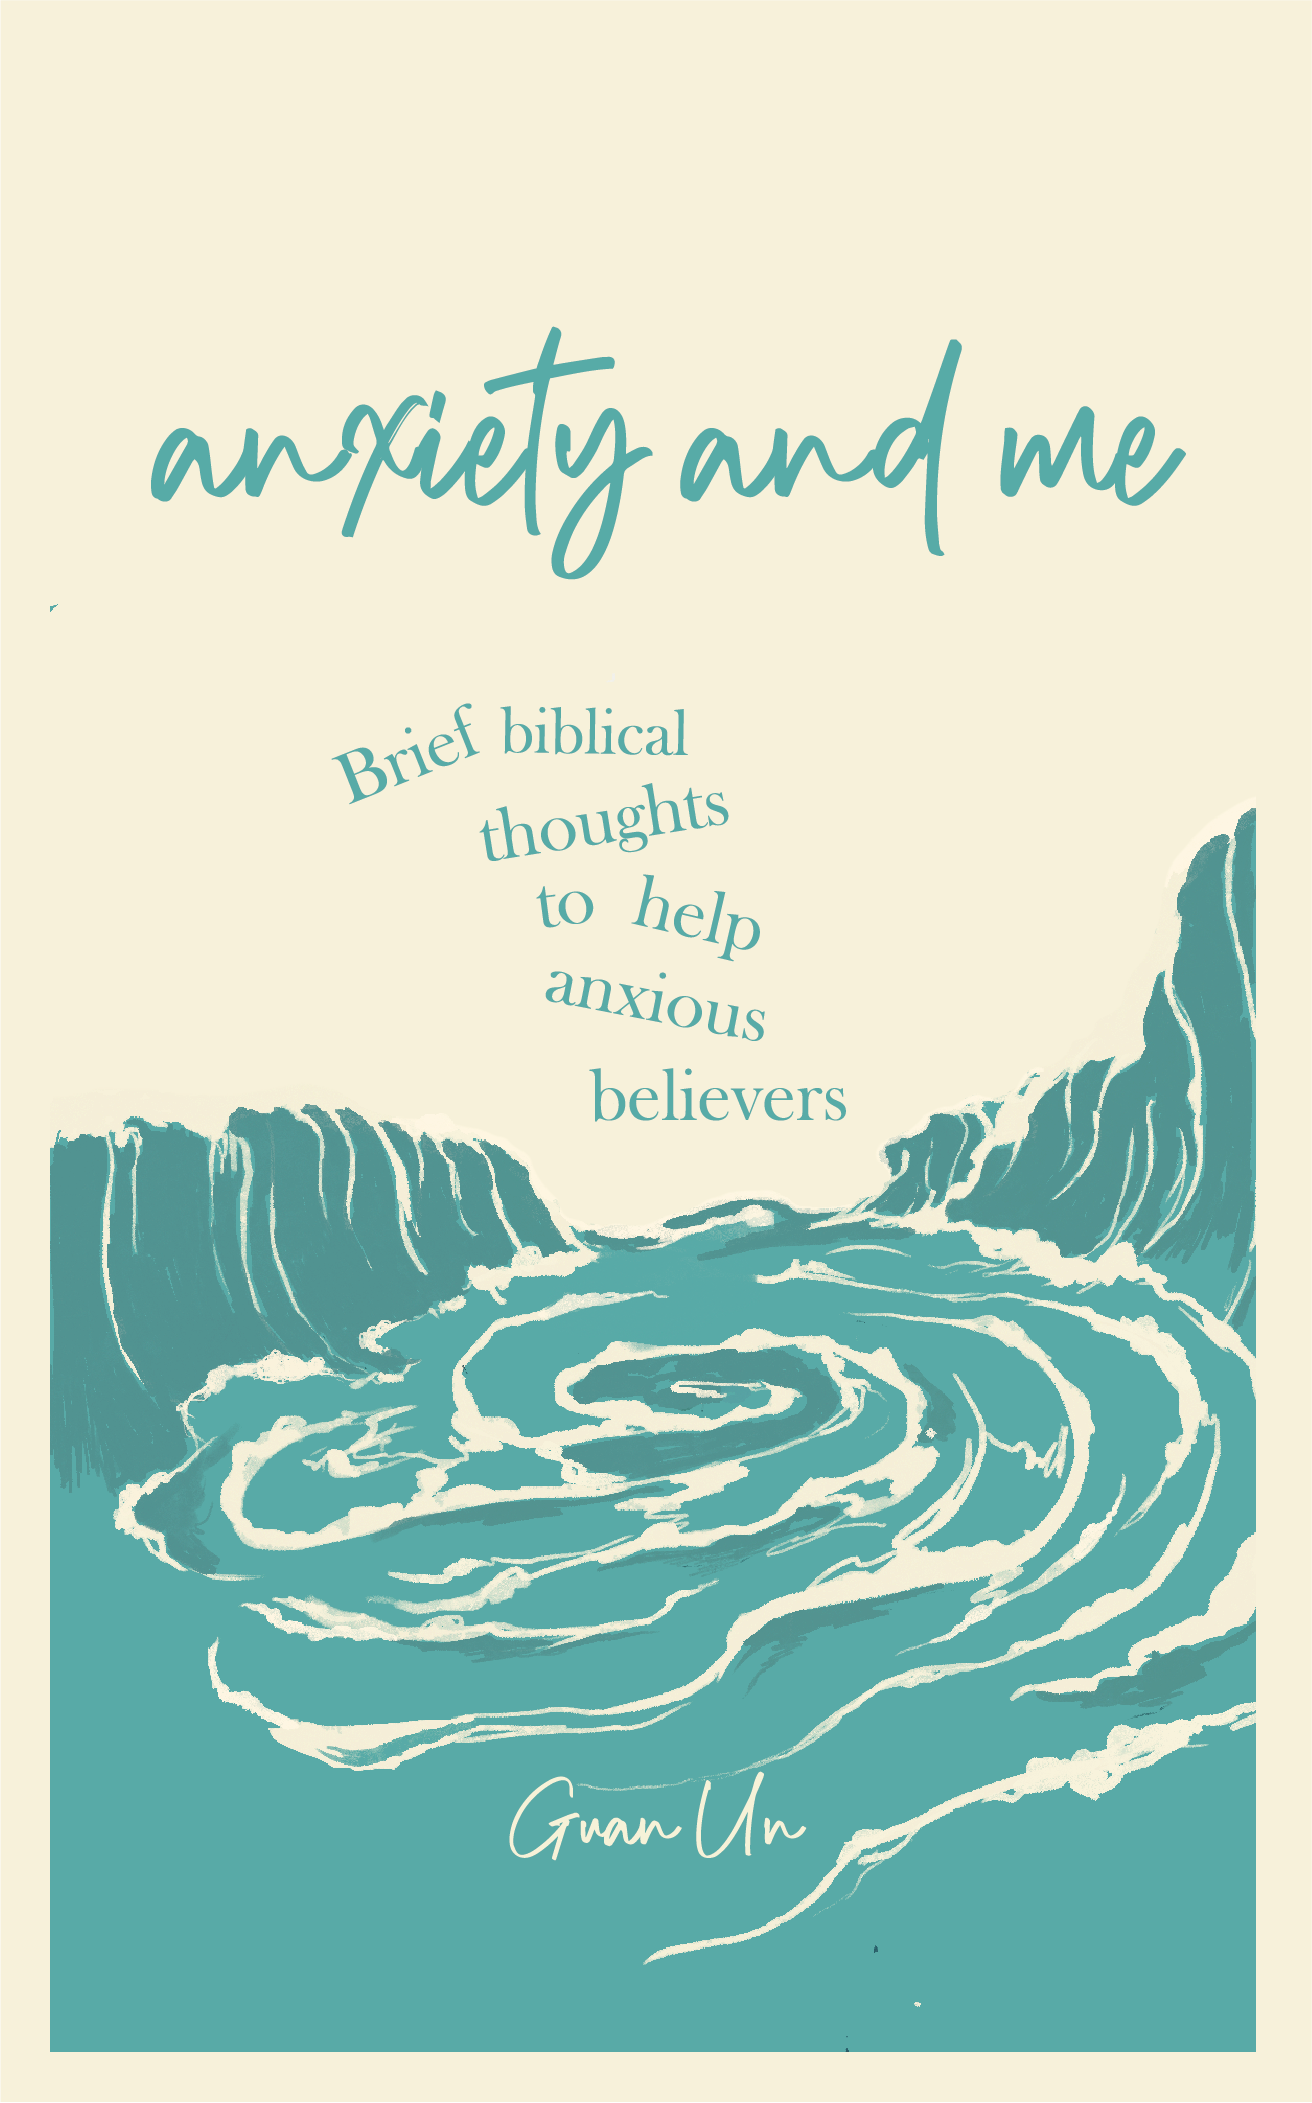 anxiety and me
Brief biblical
thoughts
to help
anxious
believers
Guan Un